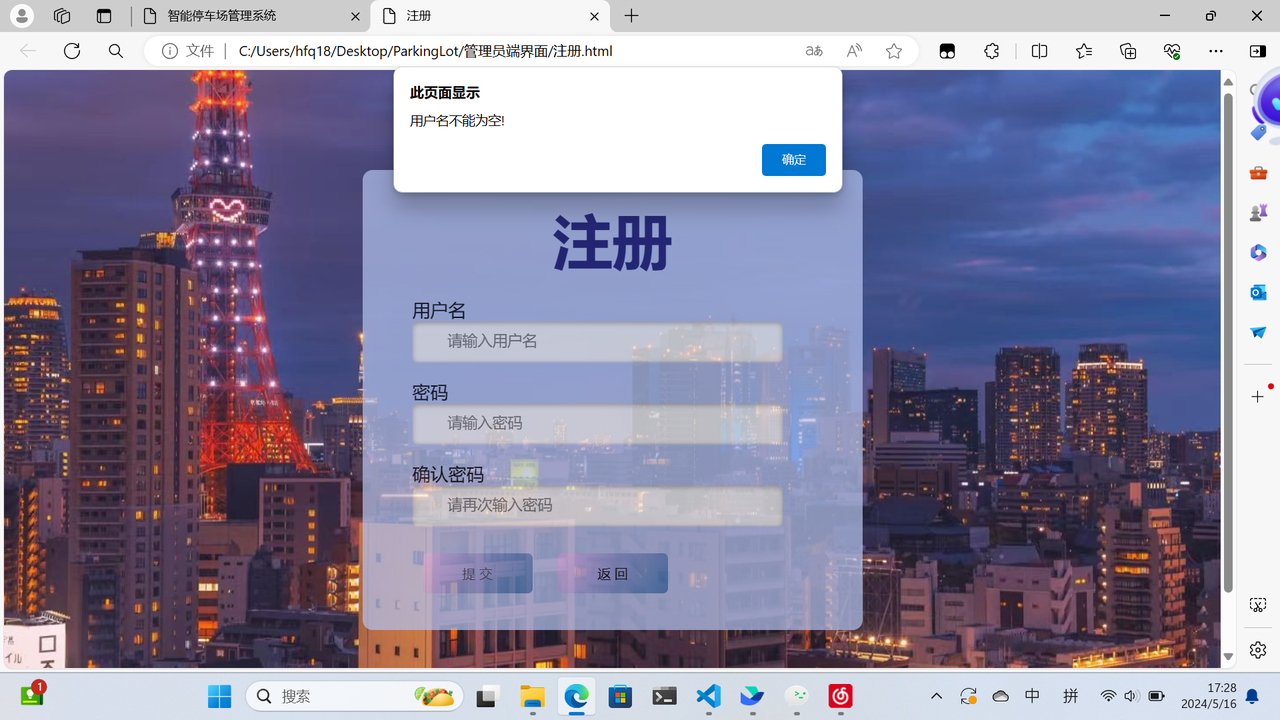 智能停车场管理系统
注册
文件
C:/Users/hfq18/Desktop/ParkingLot/管理员端界面/注册.html
此页面显示
用户名不能为空!
确定
注册
用户名
请输入用户名
密码
请输入密码
确认密码
请再次输入密码
提 交
返 回
1
搜索
中
拼
17:28
2024/5/16